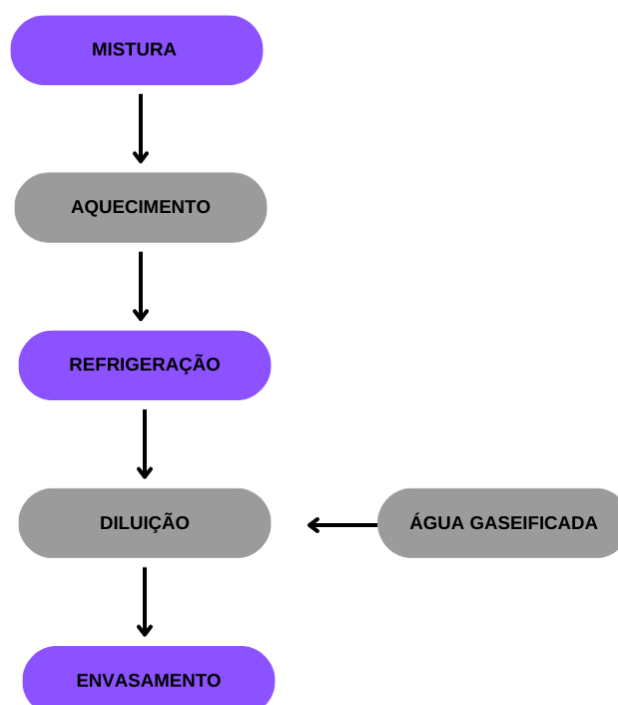 MISTURA
AQUECIMENTO
REFRIGERAÇÃO
DILUIÇÃO
ÁGUA GASEIFICADA
ENVASAMENTO